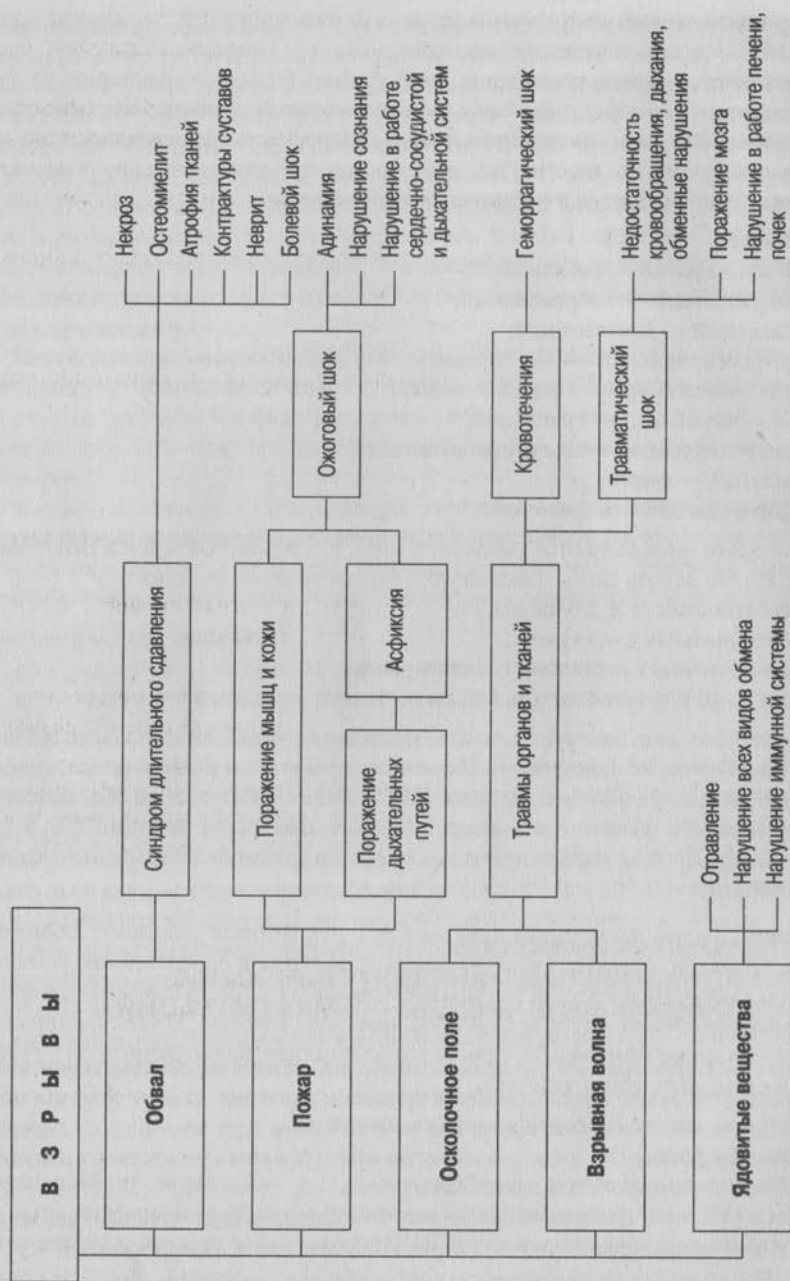 ВЗРЫВЫ
Обвал
Синдром длительного сдавления
Некроз
Остеомиелит
Атрофия тканей
Контрактуры суставов
Неврит
Пожар
Поражение мышц и кожи
Поражение
дыхательных
путей
Асфиксия
Ожоговый шок
Болевой шок
Адинамия
Нарушение сознания
Нарушение в работе
сердечно-сосудистой
и дыхательной систем
Осколочное поле
Взрывная волна
Травмы органов и тканей
Кровотечения
Геморрагический шок
Травматический
шок
Недостаточность
кровообращения, дыхания,
обменные нарушения
Поражение мозга
Нарушения в работе печени,
почек
Ядовитые вещества
Отравление
Нарушение всех видов обмена
Нарушение иммунной системы